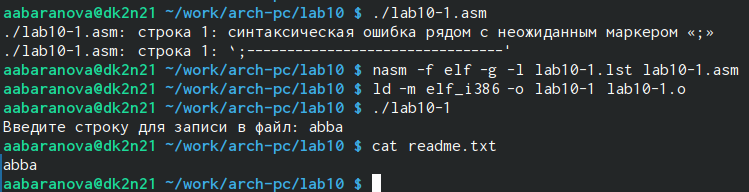 aabaranova@dk2n21 ~/work/arch-pc/lab10 $ ./lab10-1.asm
./lab10-1.asm: строка 1: синтаксическая ошибка рядом с неожиданным маркером «;»
./lab10-1.asm: строка 1: `;--------------------------------'
aabaranova@dk2n21 ~/work/arch-pc/lab10 $ nasm -f elf -g -l lab10-1.lst lab10-1.asm
aabaranova@dk2n21 ~/work/arch-pc/lab10 $ ld -m elf_i386 -o lab10-1 lab10-1.o
aabaranova@dk2n21 ~/work/arch-pc/lab10 $ ./lab10-1
Введите строку для записи в файл: abba
aabaranova@dk2n21 ~/work/arch-pc/lab10 $ cat readme.txt
abba
aabaranova@dk2n21 ~/work/arch-pc/lab10 $